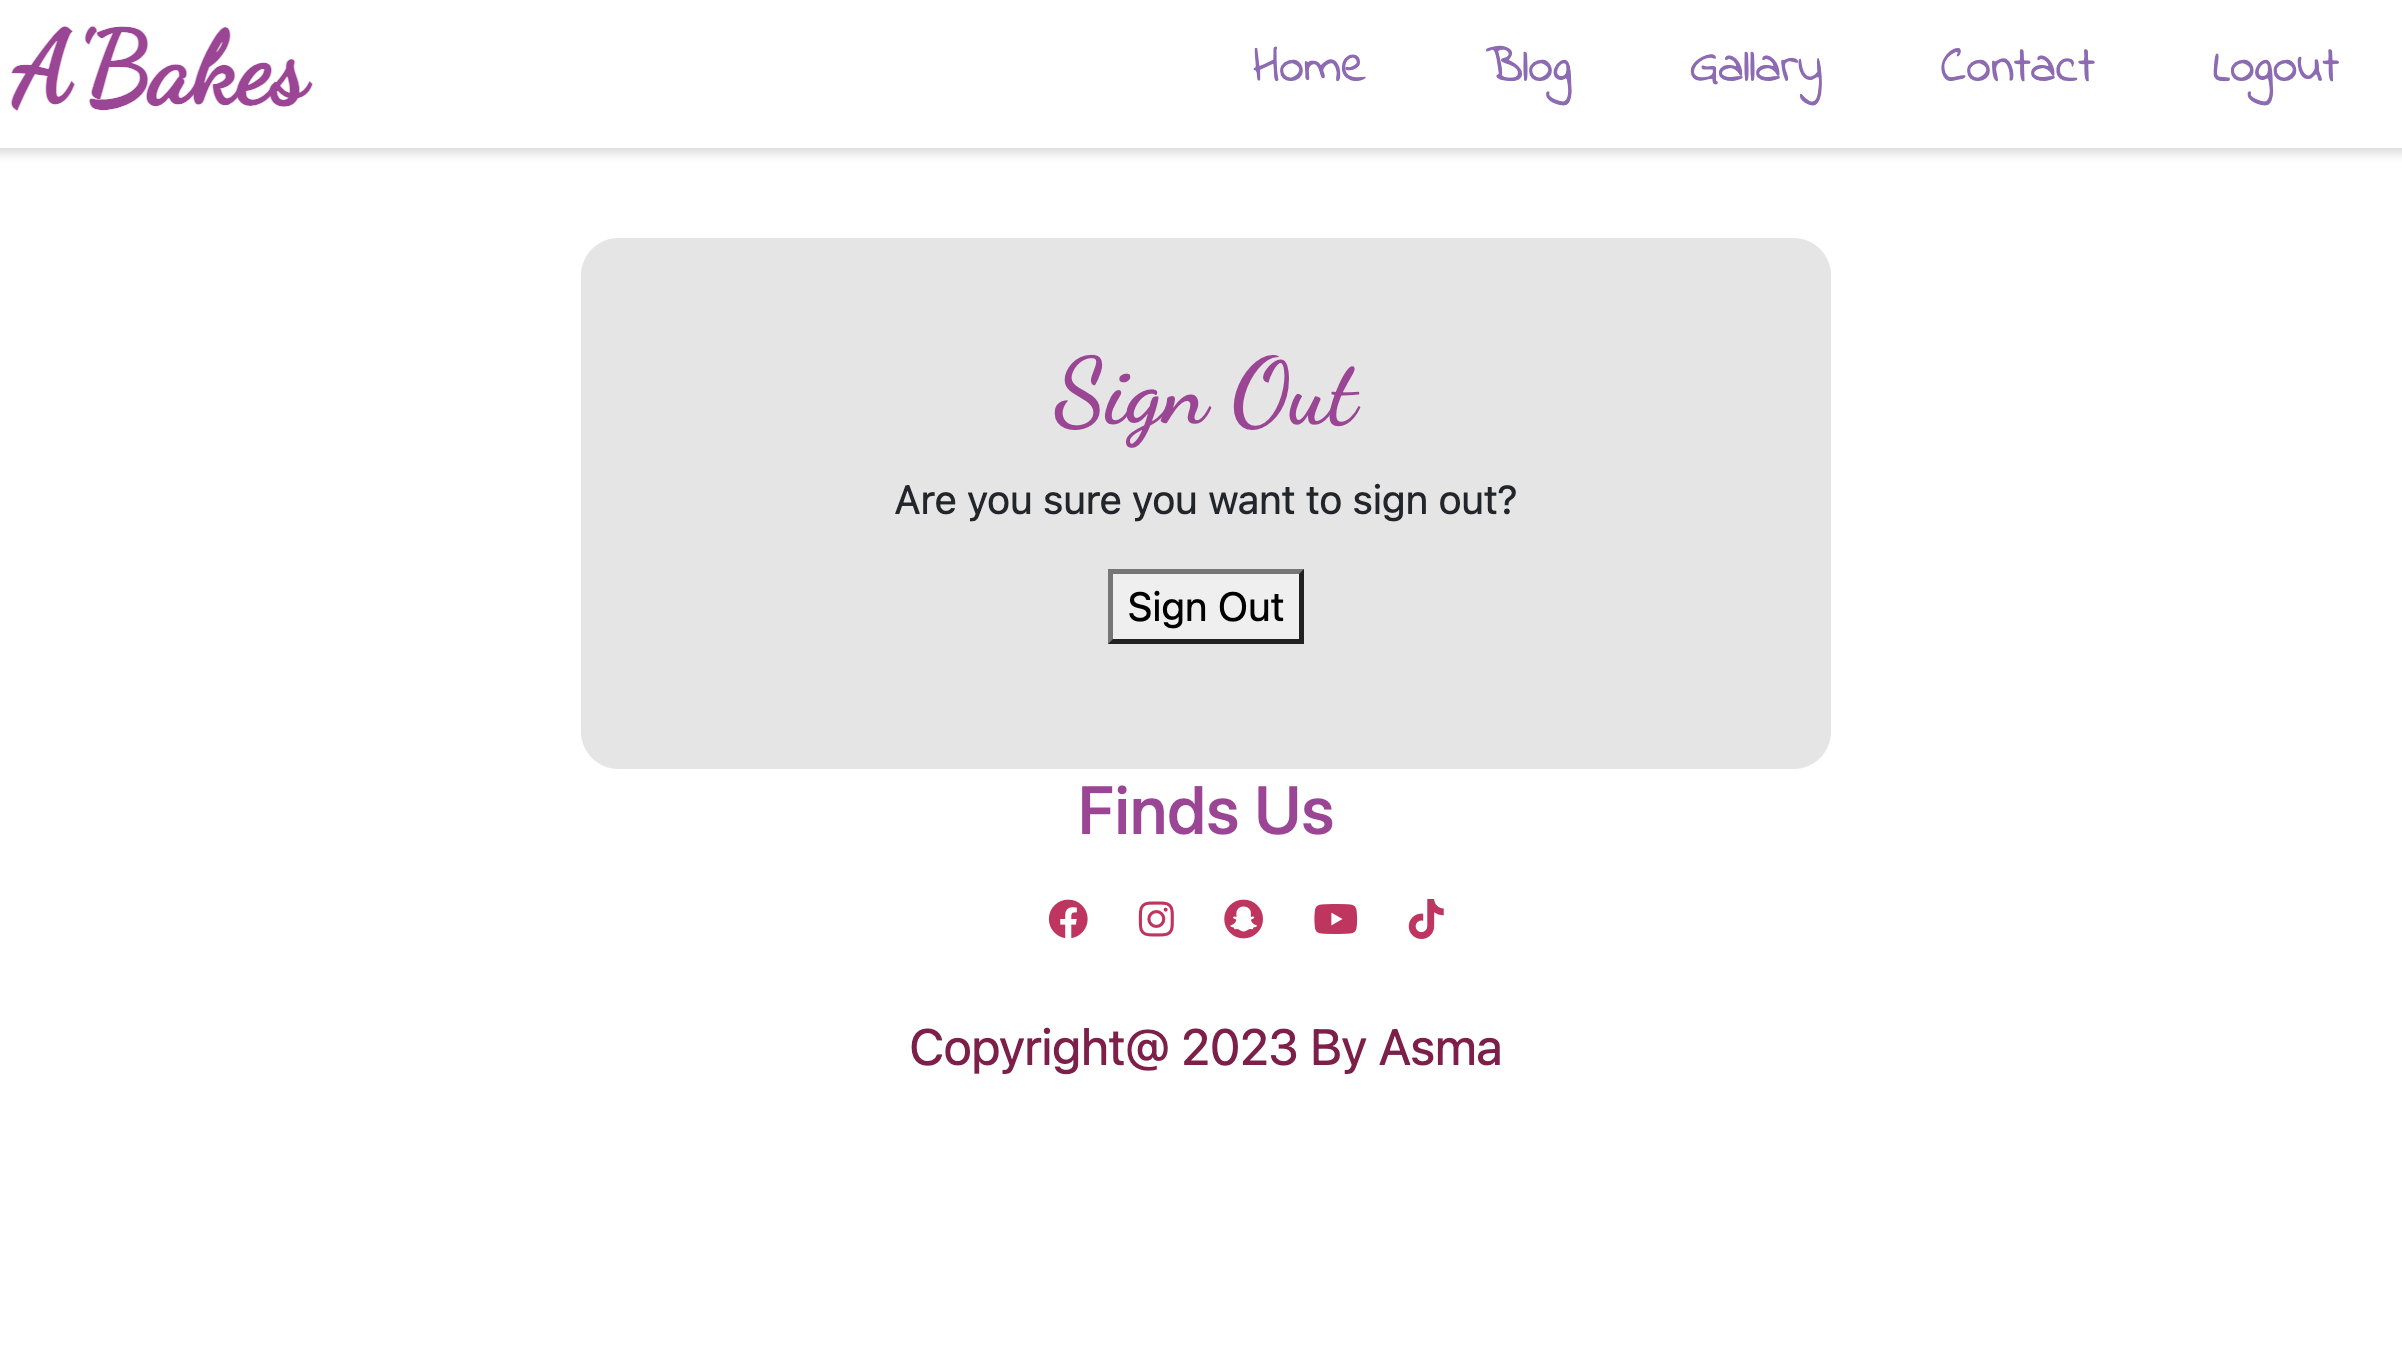 A'Bakes
Home Blog Gallary Contact Logout
Sign Out
Are you sure you want to sign out?
Sign Out
Finds Us
Copyright@ 2023 By Asma